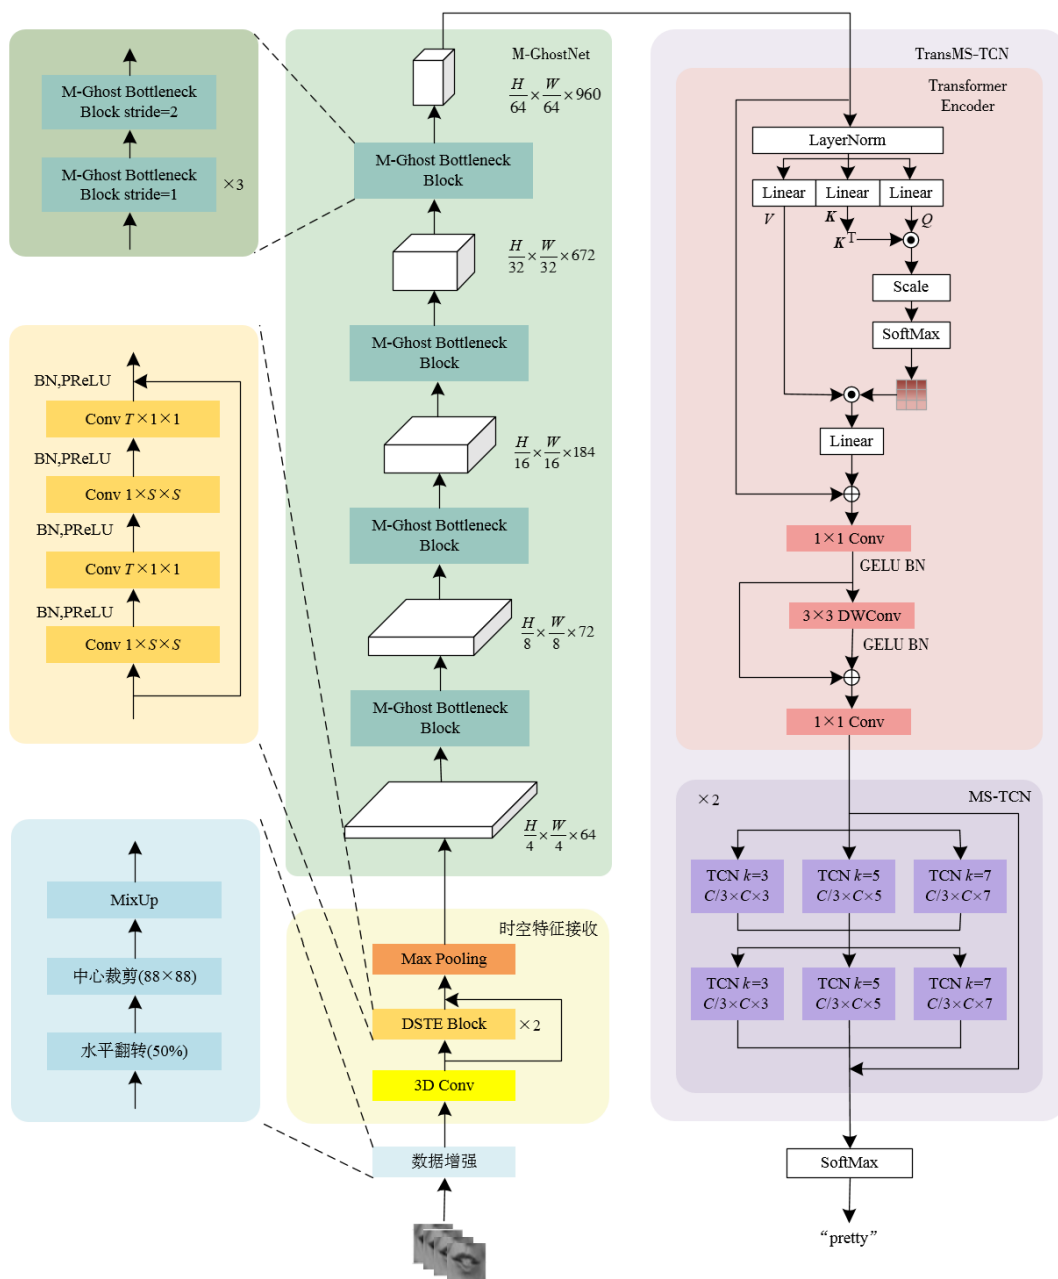 M-Ghost Bottleneck
Block stride=2
M-Ghost Bottleneck
Block stride=1
×3
BN,PReLU
Conv T×1×1
BN,PReLU
Conv 1×S×S
BN,PReLU
Conv T×1×1
BN,PReLU
Conv 1×S×S
MixUp
中心裁剪(88×88)
水平翻转(50%)
M-GhostNet
H/64×W/64×960
M-Ghost Bottleneck
Block
H/32×W/32×672
M-Ghost Bottleneck
Block
H/16×W/16×184
M-Ghost Bottleneck
Block
H/8×W/8×72
M-Ghost Bottleneck
Block
H/4×W/4×64
时空特征接收
Max Pooling
DSTE Block
×2
3D Conv
数据增强
TransMS-TCN
Transformer
Encoder
LayerNorm
Linear Linear Linear
V K Q
K^T
Scale
SoftMax
Linear
1×1 Conv
GELU BN
3×3 DWConv
GELU BN
1×1 Conv
×2 MS-TCN
TCN k=3 TCN k=5 TCN k=7
C/3×C×3 C/3×C×5 C/3×C×7
TCN k=3 TCN k=5 TCN k=7
C/3×C×3 C/3×C×5 C/3×C×7
SoftMax
“pretty”